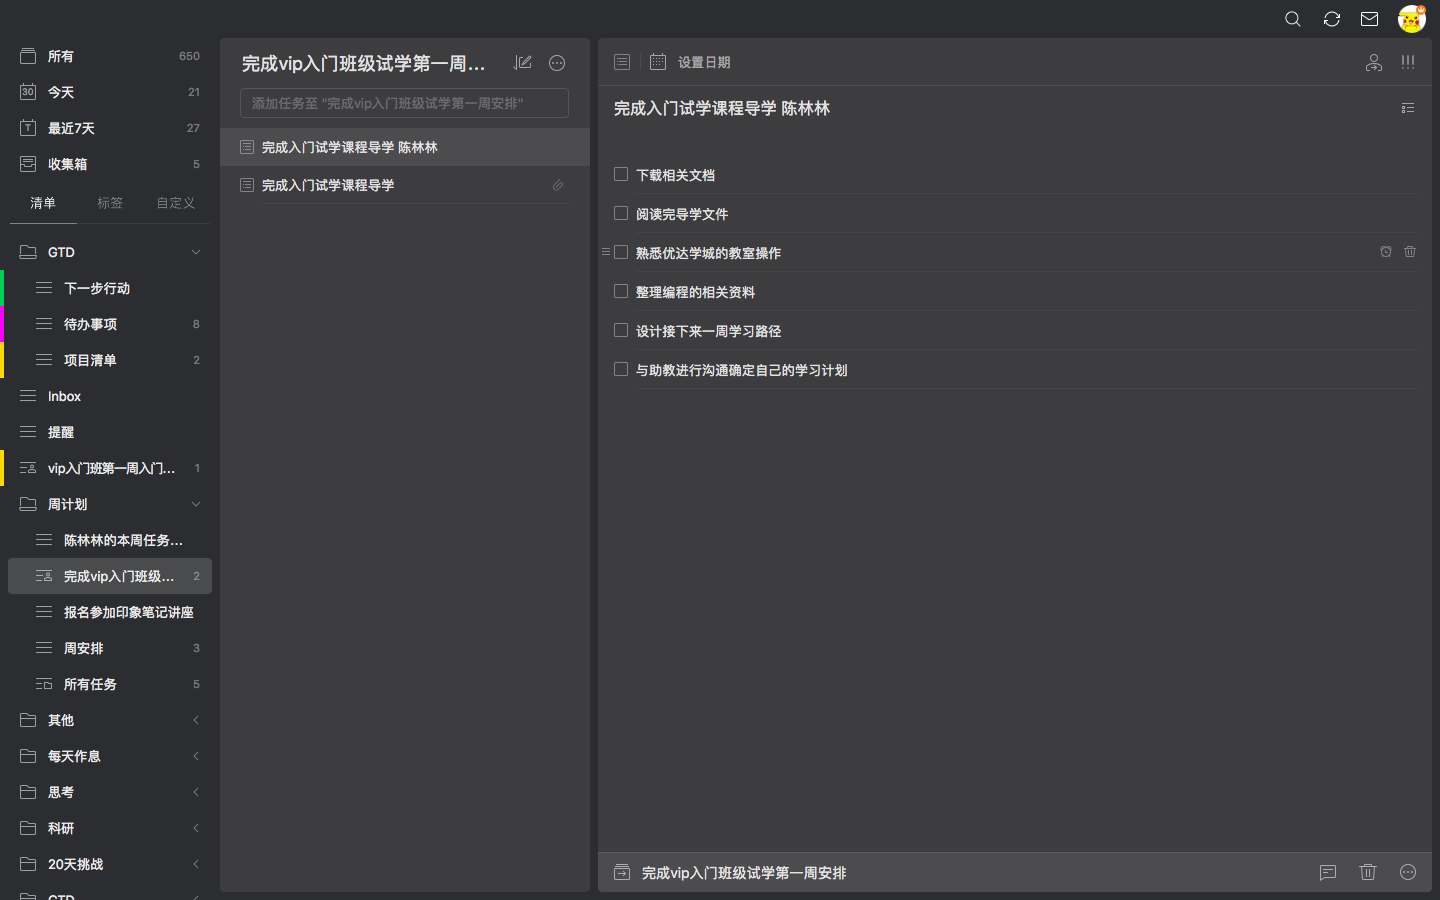 所有 650
30 今天 21
T 最近7天 27
收集箱 5
清单 标签 自定义
GTD
下一步行动
待办事项 8
项目清单 2
Inbox
提醒
vip入门班第一周入门... 1
周计划
陈林林的本周任务...
完成vip入门班级... 2
报名参加印象笔记讲座
周安排 3
所有任务 5
其他
每天作息
思考
科研
20天挑战
GTD
完成vip入门班级试学第一周...
添加任务至 "完成vip入门班级试学第一周安排"
完成入门试学课程导学 陈林林
完成入门试学课程导学
设置日期
完成入门试学课程导学 陈林林
下载相关文档
阅读完导学文件
熟悉优达学城的教室操作
整理编程的相关资料
设计接下来一周学习路径
与助教进行沟通确定自己的学习计划
完成vip入门班级试学第一周安排